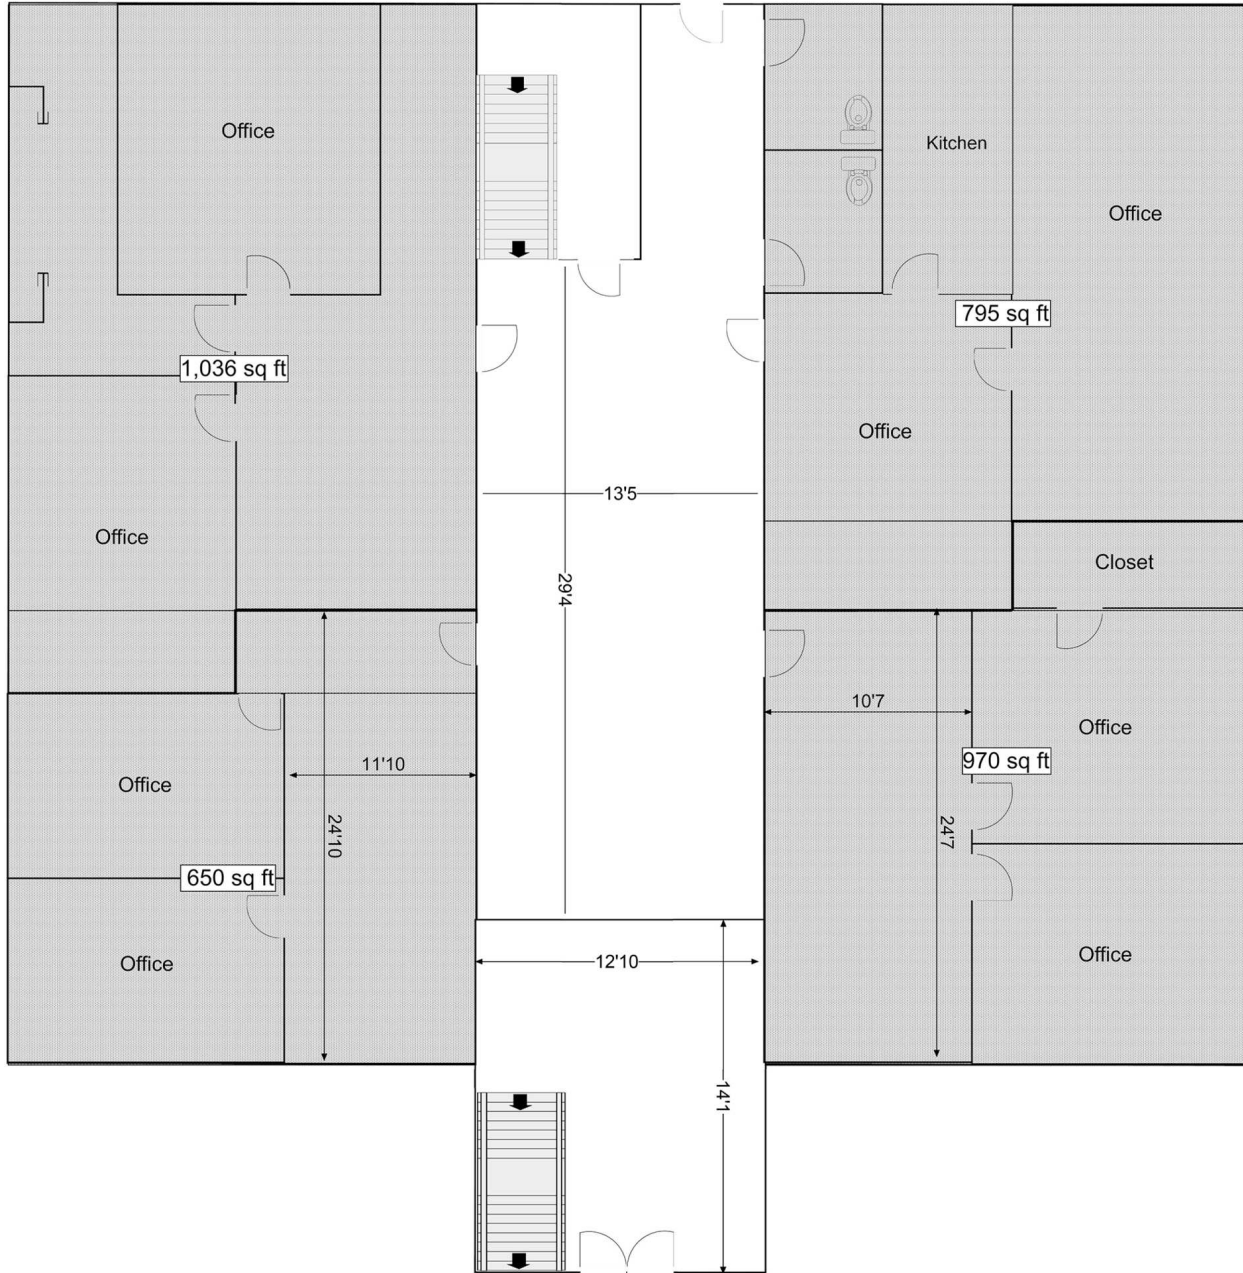 Office
Kitchen
Office
795 sq ft
1,036 sq ft
Office
13'5
Office
Closet
29'4
10'7
Office
970 sq ft
11'10
Office
24'10
24'7
650 sq ft
Office
12'10
Office
14'1